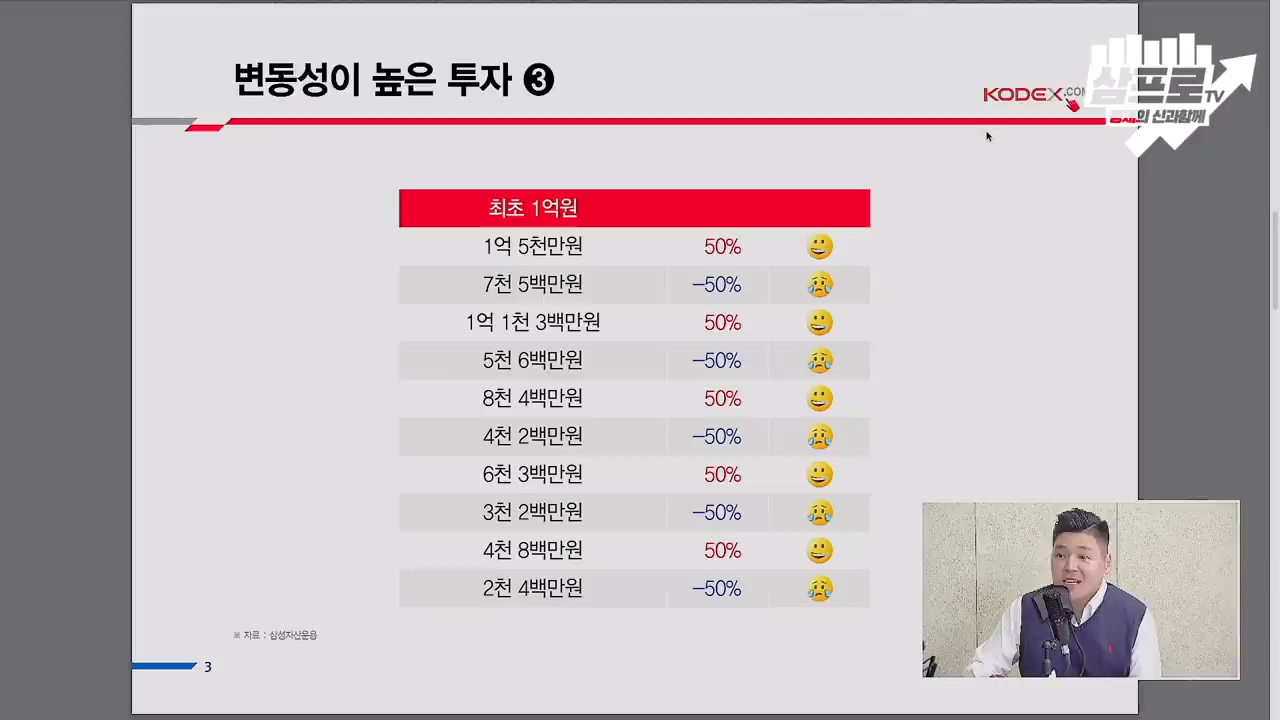 변동성이 높은 투자 ❸
KODEX.COM
삼프로TV
경제의 신과함께
최초 1억원
1억 5천만원 50%
7천 5백만원 -50%
1억 1천 3백만원 50%
5천 6백만원 -50%
8천 4백만원 50%
4천 2백만원 -50%
6천 3백만원 50%
3천 2백만원 -50%
4천 8백만원 50%
2천 4백만원 -50%
※ 자료 : 삼성자산운용
3